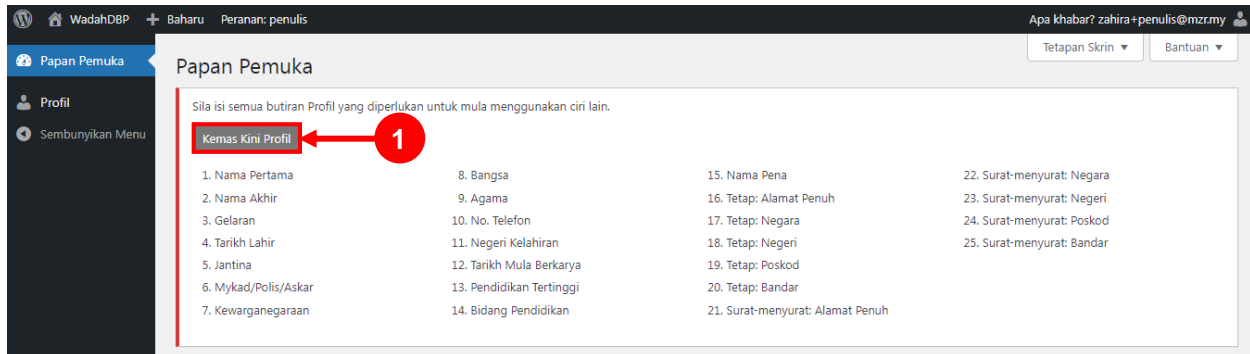 WadahDBP + Baharu Peranan: penulis Apa khabar? zahira+penulis@mzr.my
Tetapan Skrin ▼ Bantuan ▼
Papan Pemuka
Profil
Sembunyikan Menu
Papan Pemuka
Sila isi semua butiran Profil yang diperlukan untuk mula menggunakan ciri lain.
Kemas Kini Profil
1
1. Nama Pertama
2. Nama Akhir
3. Gelaran
4. Tarikh Lahir
5. Jantina
6. Mykad/Polis/Askar
7. Kewarganegaraan
8. Bangsa
9. Agama
10. No. Telefon
11. Negeri Kelahiran
12. Tarikh Mula Berkarya
13. Pendidikan Tertinggi
14. Bidang Pendidikan
15. Nama Pena
16. Tetap: Alamat Penuh
17. Tetap: Negara
18. Tetap: Negeri
19. Tetap: Poskod
20. Tetap: Bandar
21. Surat-menyurat: Alamat Penuh
22. Surat-menyurat: Negara
23. Surat-menyurat: Negeri
24. Surat-menyurat: Poskod
25. Surat-menyurat: Bandar